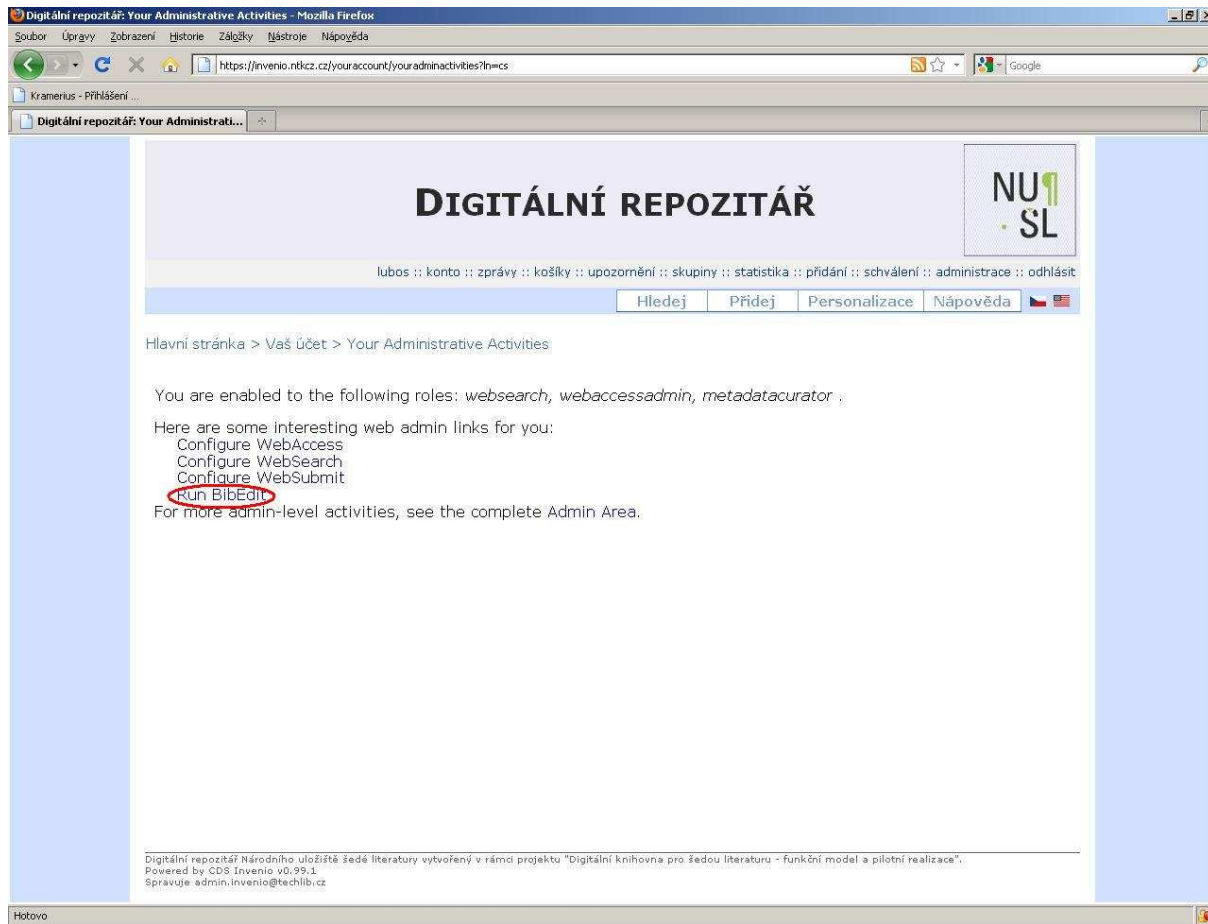 Digitální repozitář: Your Administrative Activities - Mozilla Firefox
Soubor Úpravy Zobrazení Historie Záložky Nástroje Nápověda
https://invenio.ntkcz.cz/youraccount/youradminactivities?ln=cs
Google
Kramerius - Přihlášení ...
Digitální repozitář: Your Administrati...
DIGITÁLNÍ REPOZITÁŘ
NU¶
· ŠL
lubos :: konto :: zprávy :: košíky :: upozornění :: skupiny :: statistika :: přidání :: schválení :: administrace :: odhlásit
Hledej Přidej Personalizace Nápověda
Hlavní stránka > Vaš účet > Your Administrative Activities
You are enabled to the following roles: websearch, webaccessadmin, metadatacurator .
Here are some interesting web admin links for you:
Configure WebAccess
Configure WebSearch
Configure WebSubmit
Run BibEdit
For more admin-level activities, see the complete Admin Area.
Digitální repozitář Národního uložiště šedé literatury vytvořený v rámci projektu "Digitální knihovna pro šedou literaturu - funkční model a pilotní realizace".
Powered by CDS Invenio v0.99.1
Spravuje admin.invenio@techlib.cz
Hotovo